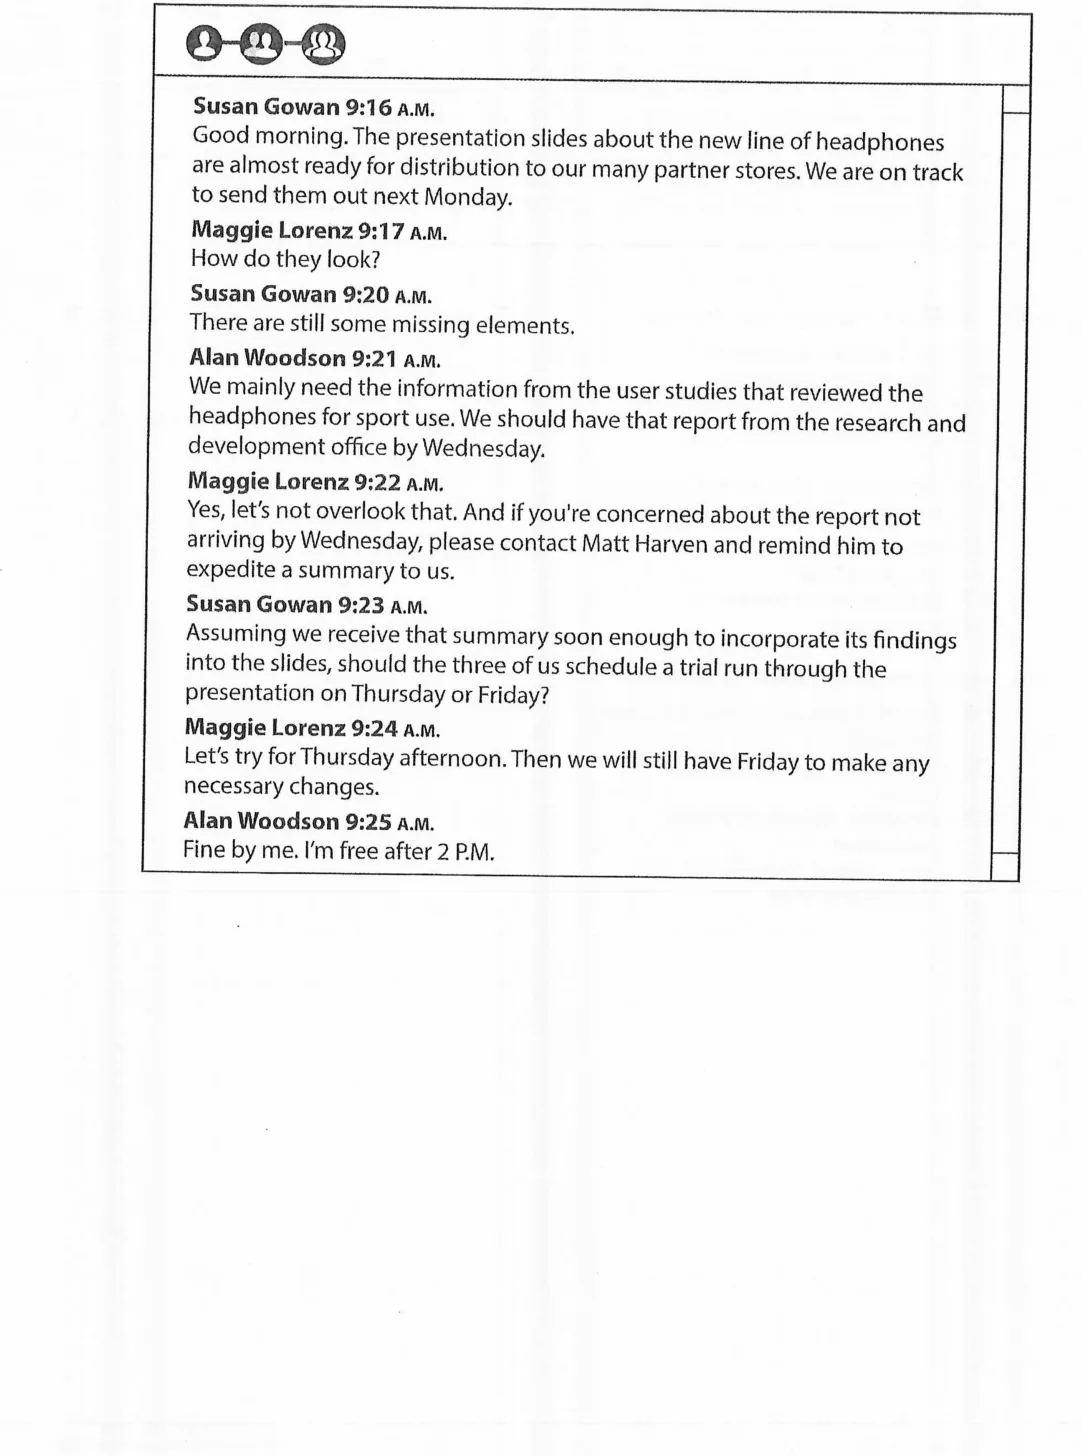 Susan Gowan 9:16 A.M.
Good morning. The presentation slides about the new line of headphones
are almost ready for distribution to our many partner stores. We are on track
to send them out next Monday.
Maggie Lorenz 9:17 A.M.
How do they look?
Susan Gowan 9:20 A.M.
There are still some missing elements.
Alan Woodson 9:21 A.M.
We mainly need the information from the user studies that reviewed the
headphones for sport use. We should have that report from the research and
development office by Wednesday.
Maggie Lorenz 9:22 A.M.
Yes, let's not overlook that. And if you're concerned about the report not
arriving by Wednesday, please contact Matt Harven and remind him to
expedite a summary to us.
Susan Gowan 9:23 A.M.
Assuming we receive that summary soon enough to incorporate its findings
into the slides, should the three of us schedule a trial run through the
presentation on Thursday or Friday?
Maggie Lorenz 9:24 A.M.
Let's try for Thursday afternoon. Then we will still have Friday to make any
necessary changes.
Alan Woodson 9:25 A.M.
Fine by me. I'm free after 2 P.M.